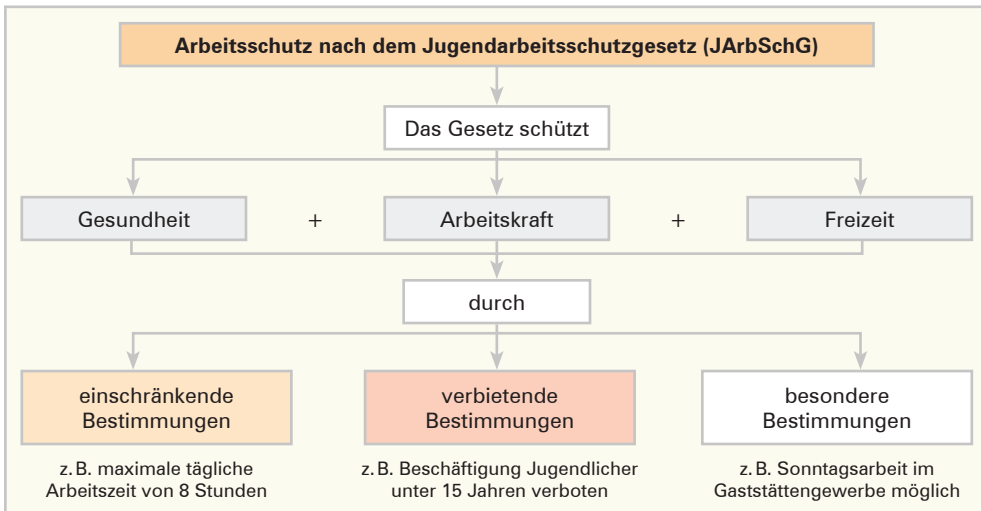 Arbeitsschutz nach dem Jugendarbeitsschutzgesetz (JArbSchG)
Das Gesetz schützt
Gesundheit + Arbeitskraft + Freizeit
durch
einschränkende
Bestimmungen
verbietende
Bestimmungen
besondere
Bestimmungen
z. B. maximale tägliche
Arbeitszeit von 8 Stunden
z. B. Beschäftigung Jugendlicher
unter 15 Jahren verboten
z. B. Sonntagsarbeit im
Gaststättengewerbe möglich